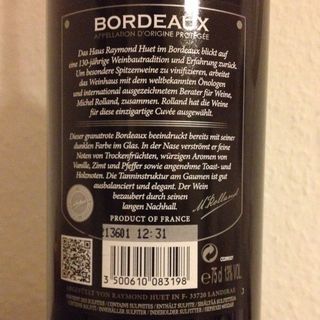 BORDEAUX
APPELLATION D'ORIGINE PROTÉGÉE
Das Haus Raymond Huet im Bordeaux blickt auf
eine 130-jährige Weinbautradition und Erfahrung zurück.
Um besondere Spitzenweine zu vinifizieren, arbeitet
das Weinhaus mit dem weltbekannten Önologen
und international ausgezeichnetem Berater für Weine,
Michel Rolland, zusammen. Rolland hat die Weine für
diese einzigartige Cuvée ausgewählt.
Dieser granatrote Bordeaux beeindruckt bereits mit seiner
dunklen Farbe im Glas. In der Nase verströmt er feine
Noten von Trockenfrüchten, würzigen Aromen von
Vanille, Zimt und Pfeffer sowie angenehme Toast- und
Holznoten. Die Tanninstruktur am Gaumen ist gut
ausbalanciert und elegant. Der Wein
bezaubert durch seinen
langen Nachhall.
M. Rolland
PRODUCT OF FRANCE
213601 12:31
3 500610 083198
e 75 cl 13% VOL
ABGEFÜLLT VON RAYMOND HUET IN F- 33720 LANDIRAS